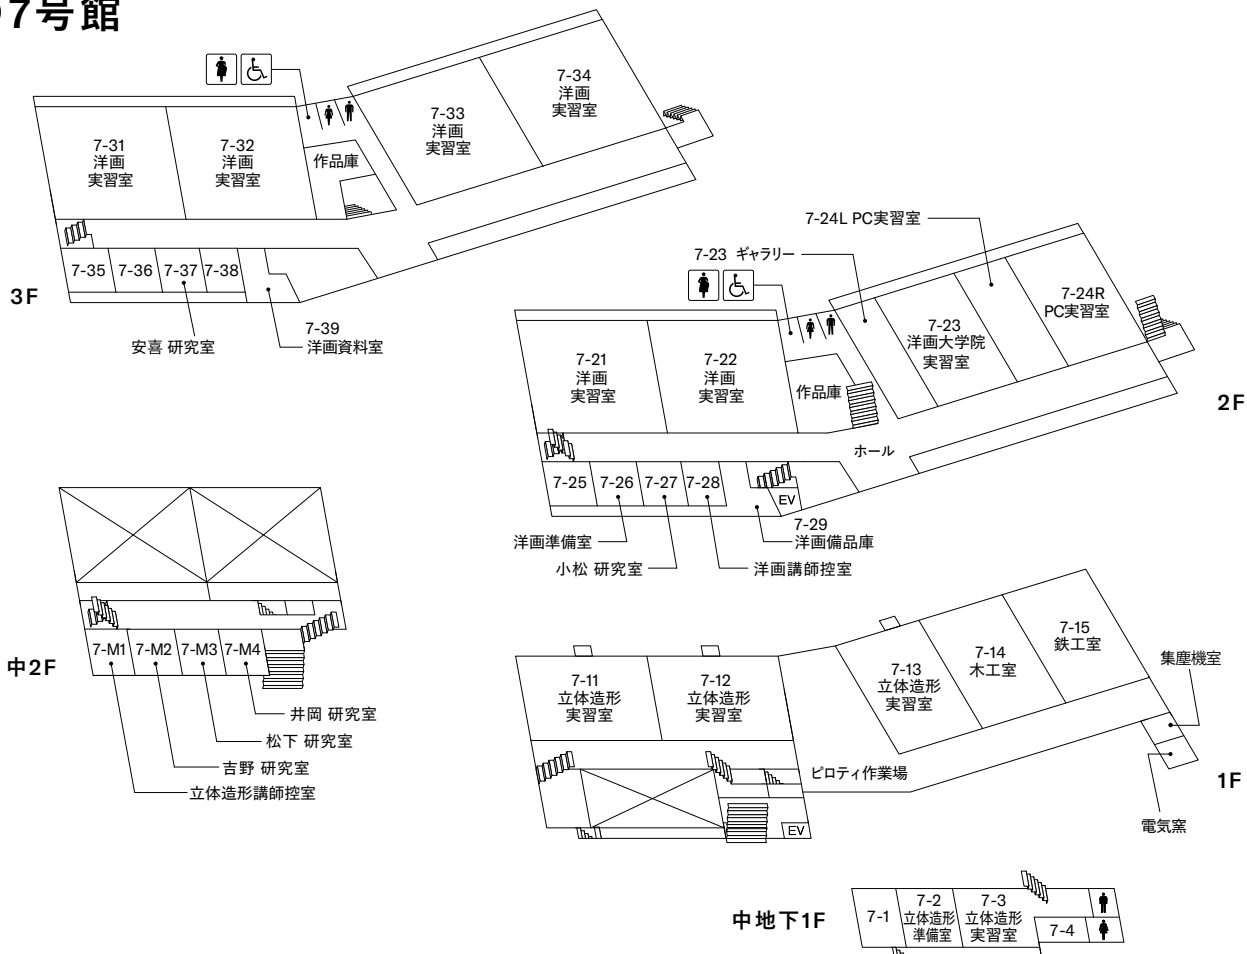 7号館
7-31
洋画
実習室
7-32
洋画
実習室
作品庫
7-33
洋画
実習室
7-34
洋画
実習室
7-35
7-36
7-37
7-38
安喜 研究室
7-39
洋画資料室
3F
7-24L PC実習室
7-23 ギャラリー
7-21
洋画
実習室
7-22
洋画
実習室
作品庫
7-23
洋画大学院
実習室
7-24R
PC実習室
ホール
7-25
7-26
7-27
7-28
EV
7-29
洋画備品庫
洋画準備室
小松 研究室
洋画講師控室
2F
中2F
7-M1
7-M2
7-M3
7-M4
井岡 研究室
松下 研究室
吉野 研究室
立体造形講師控室
7-11
立体造形
実習室
7-12
立体造形
実習室
7-13
立体造形
実習室
7-14
木工室
7-15
鉄工室
集塵機室
ピロティ作業場
EV
電気窯
1F
中地下1F
7-1
7-2
立体造形
準備室
7-3
立体造形
実習室
7-4